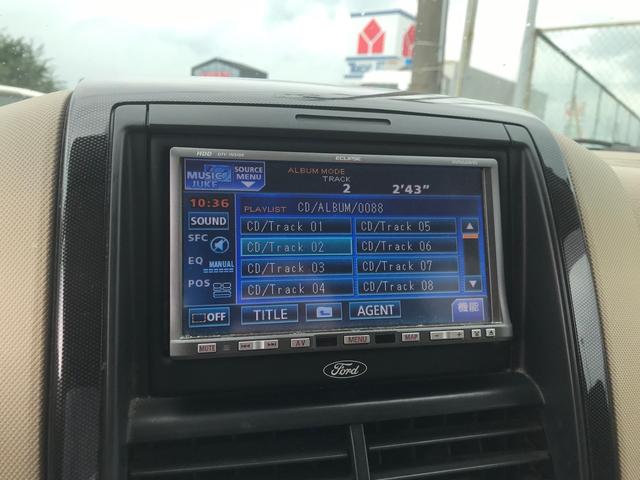 HDD
ECLIPSE
MUSIC JUKE
SOURCE MENU
ALBUM MODE
TRACK
2 2'43"
10:36
PLAYLIST CD/ALBUM/0088
SOUND
CD/Track 01 CD/Track 05
SFC
CD/Track 02 CD/Track 06
EQ MANUAL
CD/Track 03 CD/Track 07
POS
CD/Track 04 CD/Track 08
OFF TITLE AGENT 機能
MUTE AV MENU MAP
Ford